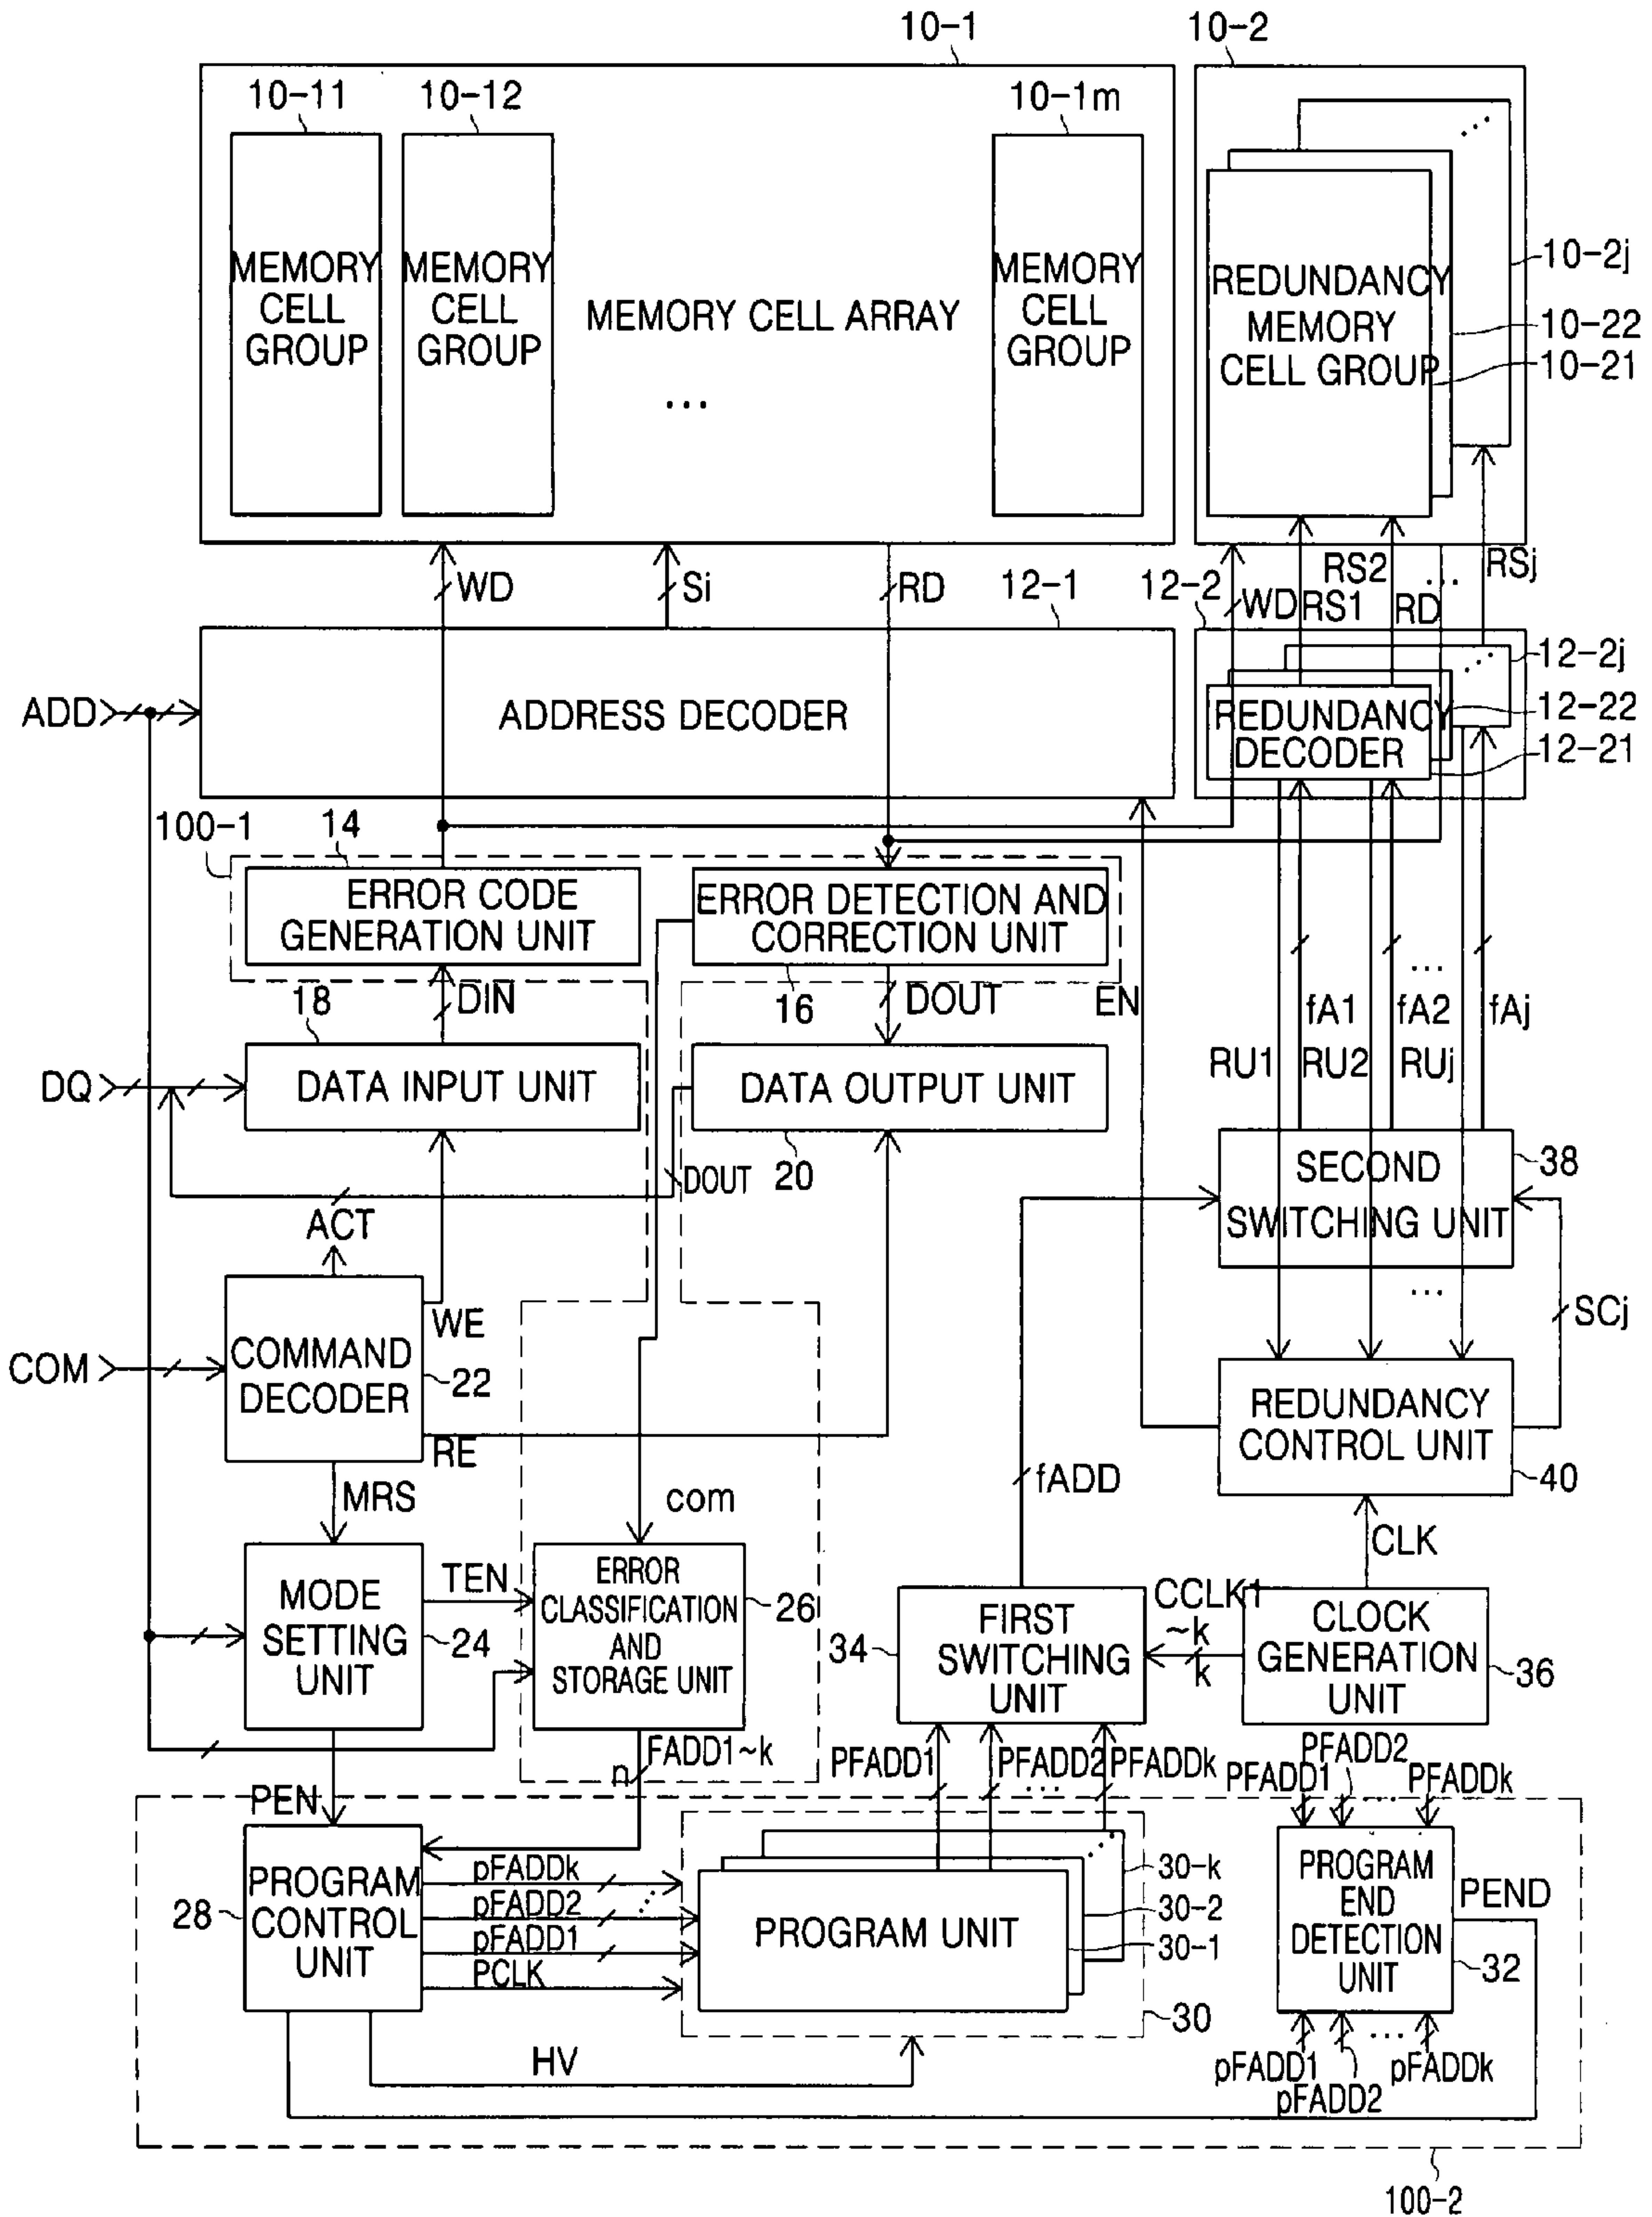 10-1
10-2
10-11
10-12
10-1m
MEMORY
CELL
GROUP
MEMORY
CELL
GROUP
MEMORY CELL ARRAY
...
MEMORY
CELL
GROUP
REDUNDANCY
MEMORY
CELL GROUP
...
10-2j
10-22
10-21
WD
Si
RD
12-1
12-2
WD
RS1
RS2
RD
...
RSj
ADD
ADDRESS DECODER
REDUNDANCY
DECODER
...
12-2j
12-22
12-21
100-1
14
ERROR CODE
GENERATION UNIT
ERROR DETECTION AND
CORRECTION UNIT
18
DIN
16
DOUT
EN
...
fA1
fA2
fAj
RU1
RU2
RUj
DQ
DATA INPUT UNIT
DATA OUTPUT UNIT
DOUT
20
SECOND
SWITCHING UNIT
38
ACT
...
SCj
WE
COM
COMMAND
DECODER
22
RE
REDUNDANCY
CONTROL UNIT
40
MRS
com
fADD
CLK
MODE
SETTING
UNIT
24
TEN
ERROR
CLASSIFICATION
AND
STORAGE UNIT
26
34
FIRST
SWITCHING
UNIT
CCLK1
~k
k
CLOCK
GENERATION
UNIT
36
PEN
n
FADD1~k
PFADD1
PFADD2
...
PFADDk
PFADD1
PFADD2
...
PFADDk
28
PROGRAM
CONTROL
UNIT
pFADDk
pFADD2
...
pFADD1
PCLK
PROGRAM UNIT
...
30-k
30-2
30-1
30
PROGRAM
END
DETECTION
UNIT
PEND
32
HV
pFADD1
pFADD2
...
pFADDk
100-2